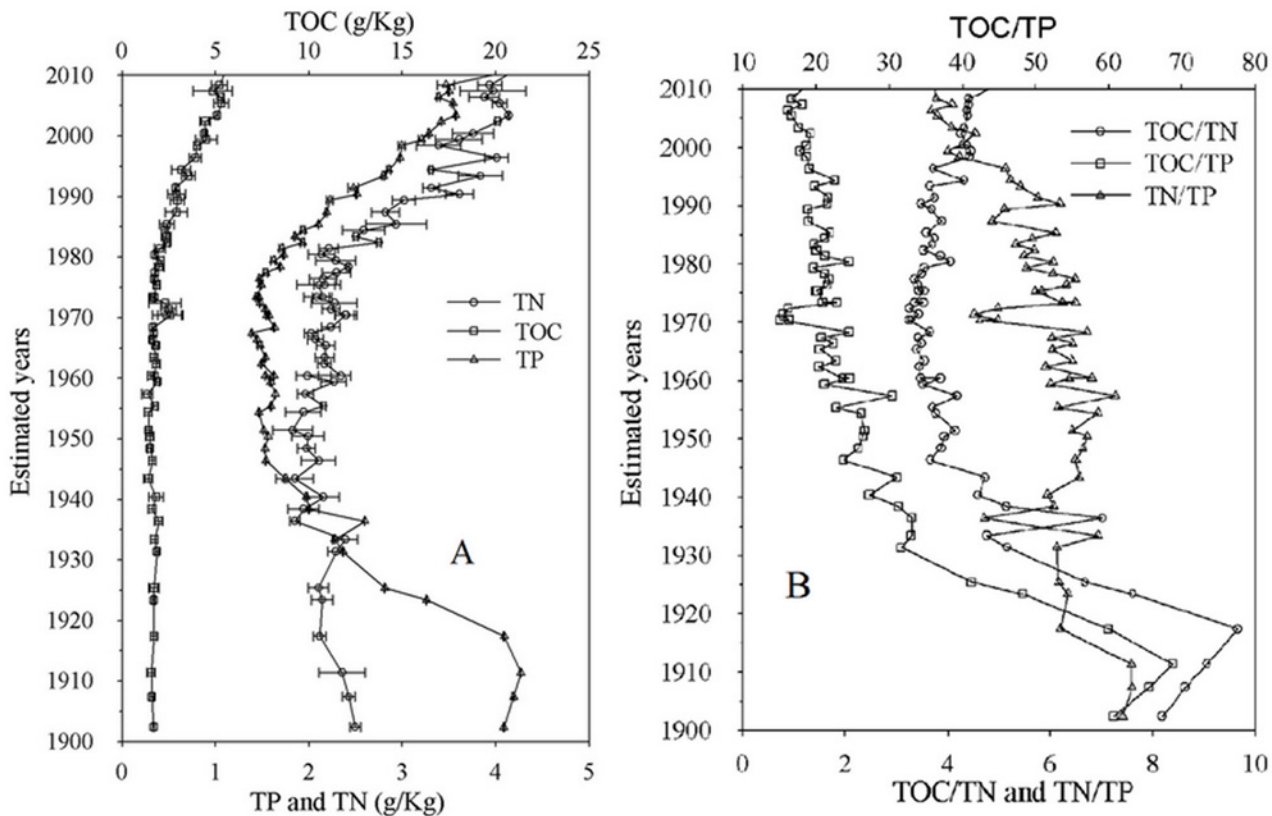 TOC (g/Kg)
0 5 10 15 20 25
2010
2000
1990
1980
1970
1960
1950
1940
1930
1920
1910
1900
Estimated years
TN
TOC
TP
A
0 1 2 3 4 5
TP and TN (g/Kg)
TOC/TP
10 20 30 40 50 60 70 80
2010
2000
1990
1980
1970
1960
1950
1940
1930
1920
1910
1900
Estimated years
TOC/TN
TOC/TP
TN/TP
B
0 2 4 6 8 10
TOC/TN and TN/TP